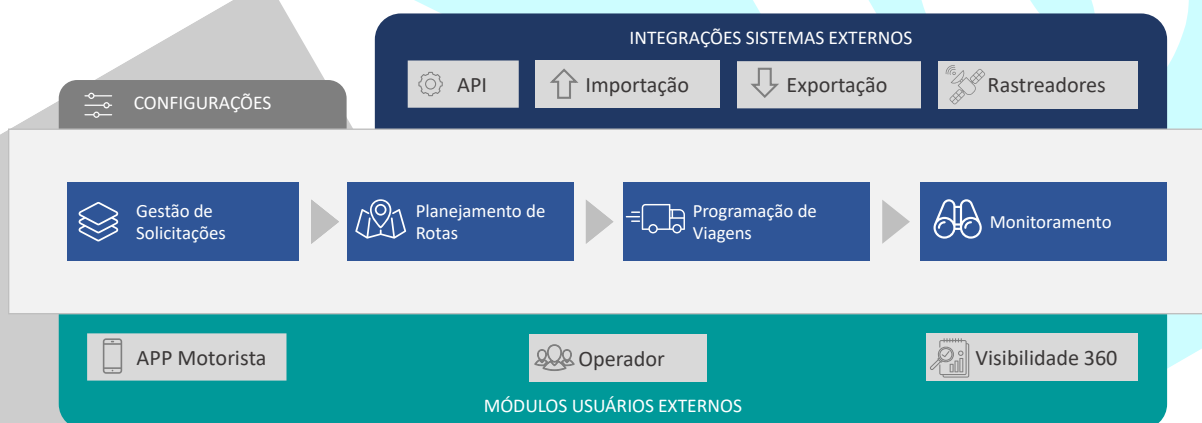 INTEGRAÇÕES SISTEMAS EXTERNOS
API
Importação
Exportação
Rastreadores
CONFIGURAÇÕES
Gestão de
Solicitações
Planejamento de
Rotas
Programação de
Viagens
Monitoramento
APP Motorista
Operador
Visibilidade 360
MÓDULOS USUÁRIOS EXTERNOS